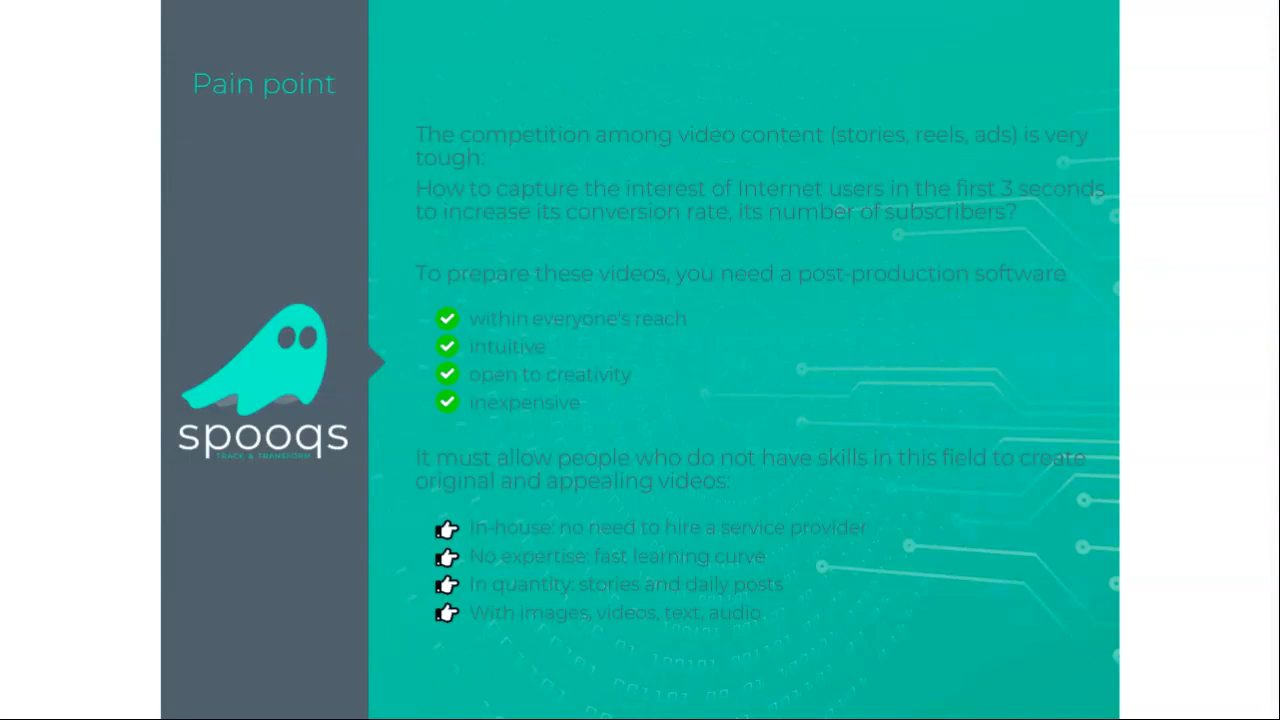 Pain point
The competition among video content (stories, reels, ads) is very
tough:
How to capture the interest of Internet users in the first 3 seconds
to increase its conversion rate, its number of subscribers?
To prepare these videos, you need a post-production software
within everyone's reach
intuitive
open to creativity
inexpensive
It must allow people who do not have skills in this field to create
original and appealing videos:
In-house: no need to hire a service provider
No expertise: fast learning curve
In quantity: stories and daily posts
With images, videos, text, audio
spooqs
TRACK & TRANSFORM